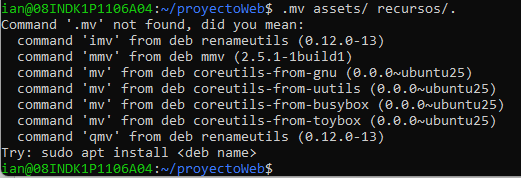 ian@08INDK1P1106A04:~/proyectoWeb$ .mv assets/ recursos/.
Command '.mv' not found, did you mean:
  command 'imv' from deb renameutils (0.12.0-13)
  command 'mmv' from deb mmv (2.5.1-1build1)
  command 'mv' from deb coreutils-from-gnu (0.0.0~ubuntu25)
  command 'mv' from deb coreutils-from-uutils (0.0.0~ubuntu25)
  command 'mv' from deb coreutils-from-busybox (0.0.0~ubuntu25)
  command 'mv' from deb coreutils-from-toybox (0.0.0~ubuntu25)
  command 'qmv' from deb renameutils (0.12.0-13)
Try: sudo apt install <deb name>
ian@08INDK1P1106A04:~/proyectoWeb$